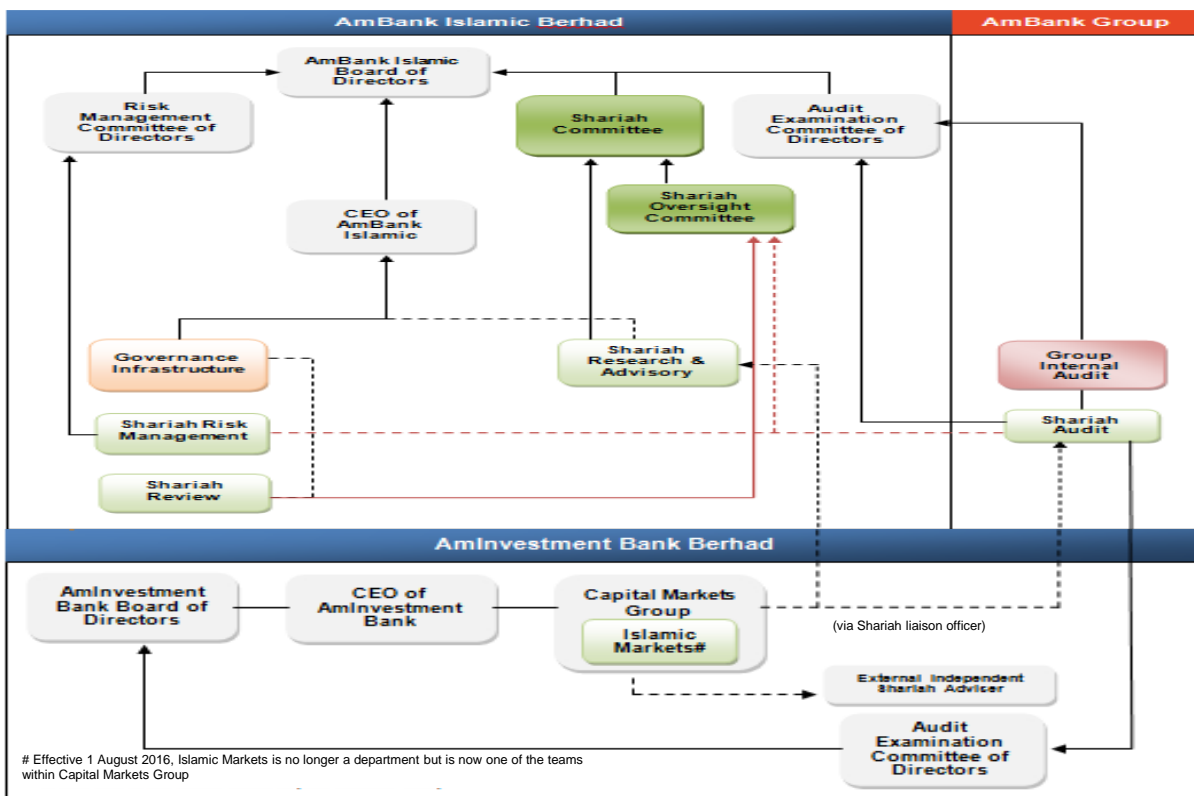 AmBank Islamic Berhad
AmBank Group
AmBank Islamic
Board of
Directors
Risk
Management
Committee of
Directors
Shariah
Committee
Audit
Examination
Committee of
Directors
Shariah
Oversight
Committee
CEO of
AmBank
Islamic
Governance
Infrastructure
Shariah
Research &
Advisory
Group
Internal
Audit
Shariah Risk
Management
Shariah
Audit
Shariah
Review
AmInvestment Bank Berhad
AmInvestment
Bank Board of
Directors
CEO of
AmInvestment
Bank
Capital Markets
Group
Islamic
Markets#
(via Shariah liaison officer)
External Independent
Shariah Adviser
Audit
Examination
Committee of
Directors
# Effective 1 August 2016, Islamic Markets is no longer a department but is now one of the teams
within Capital Markets Group